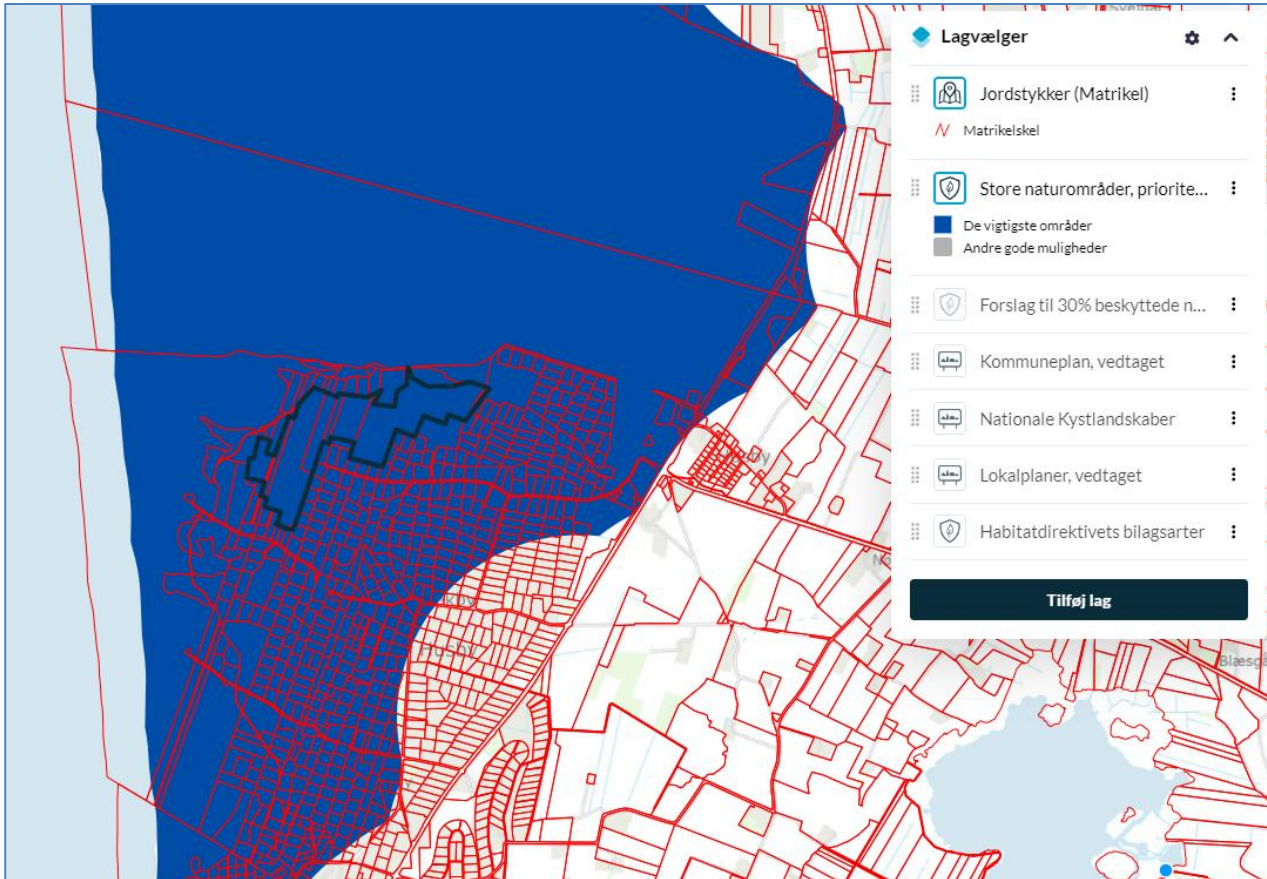 Lagvælger
Jordstykker (Matrikel)
Matrikelskel
Store naturområder, priorite...
De vigtigste områder
Andre gode muligheder
Forslag til 30% beskyttede n...
Kommuneplan, vedtaget
Nationale Kystlandskaber
Lokalplaner, vedtaget
Habitatdirektivets bilagsarter
Tilføj lag
Husby